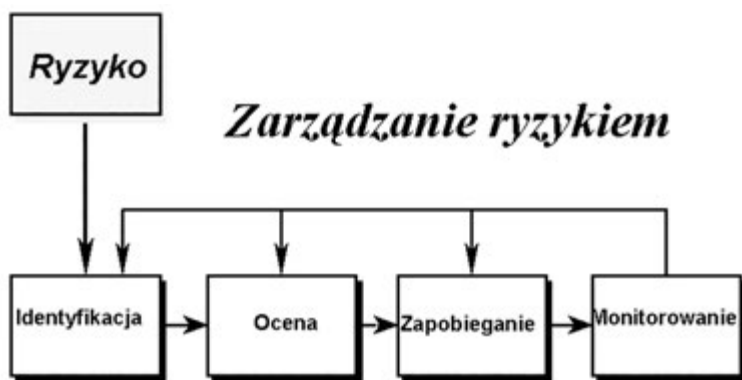 Ryzyko
Zarządzanie ryzykiem
Identyfikacja
Ocena
Zapobieganie
Monitorowanie